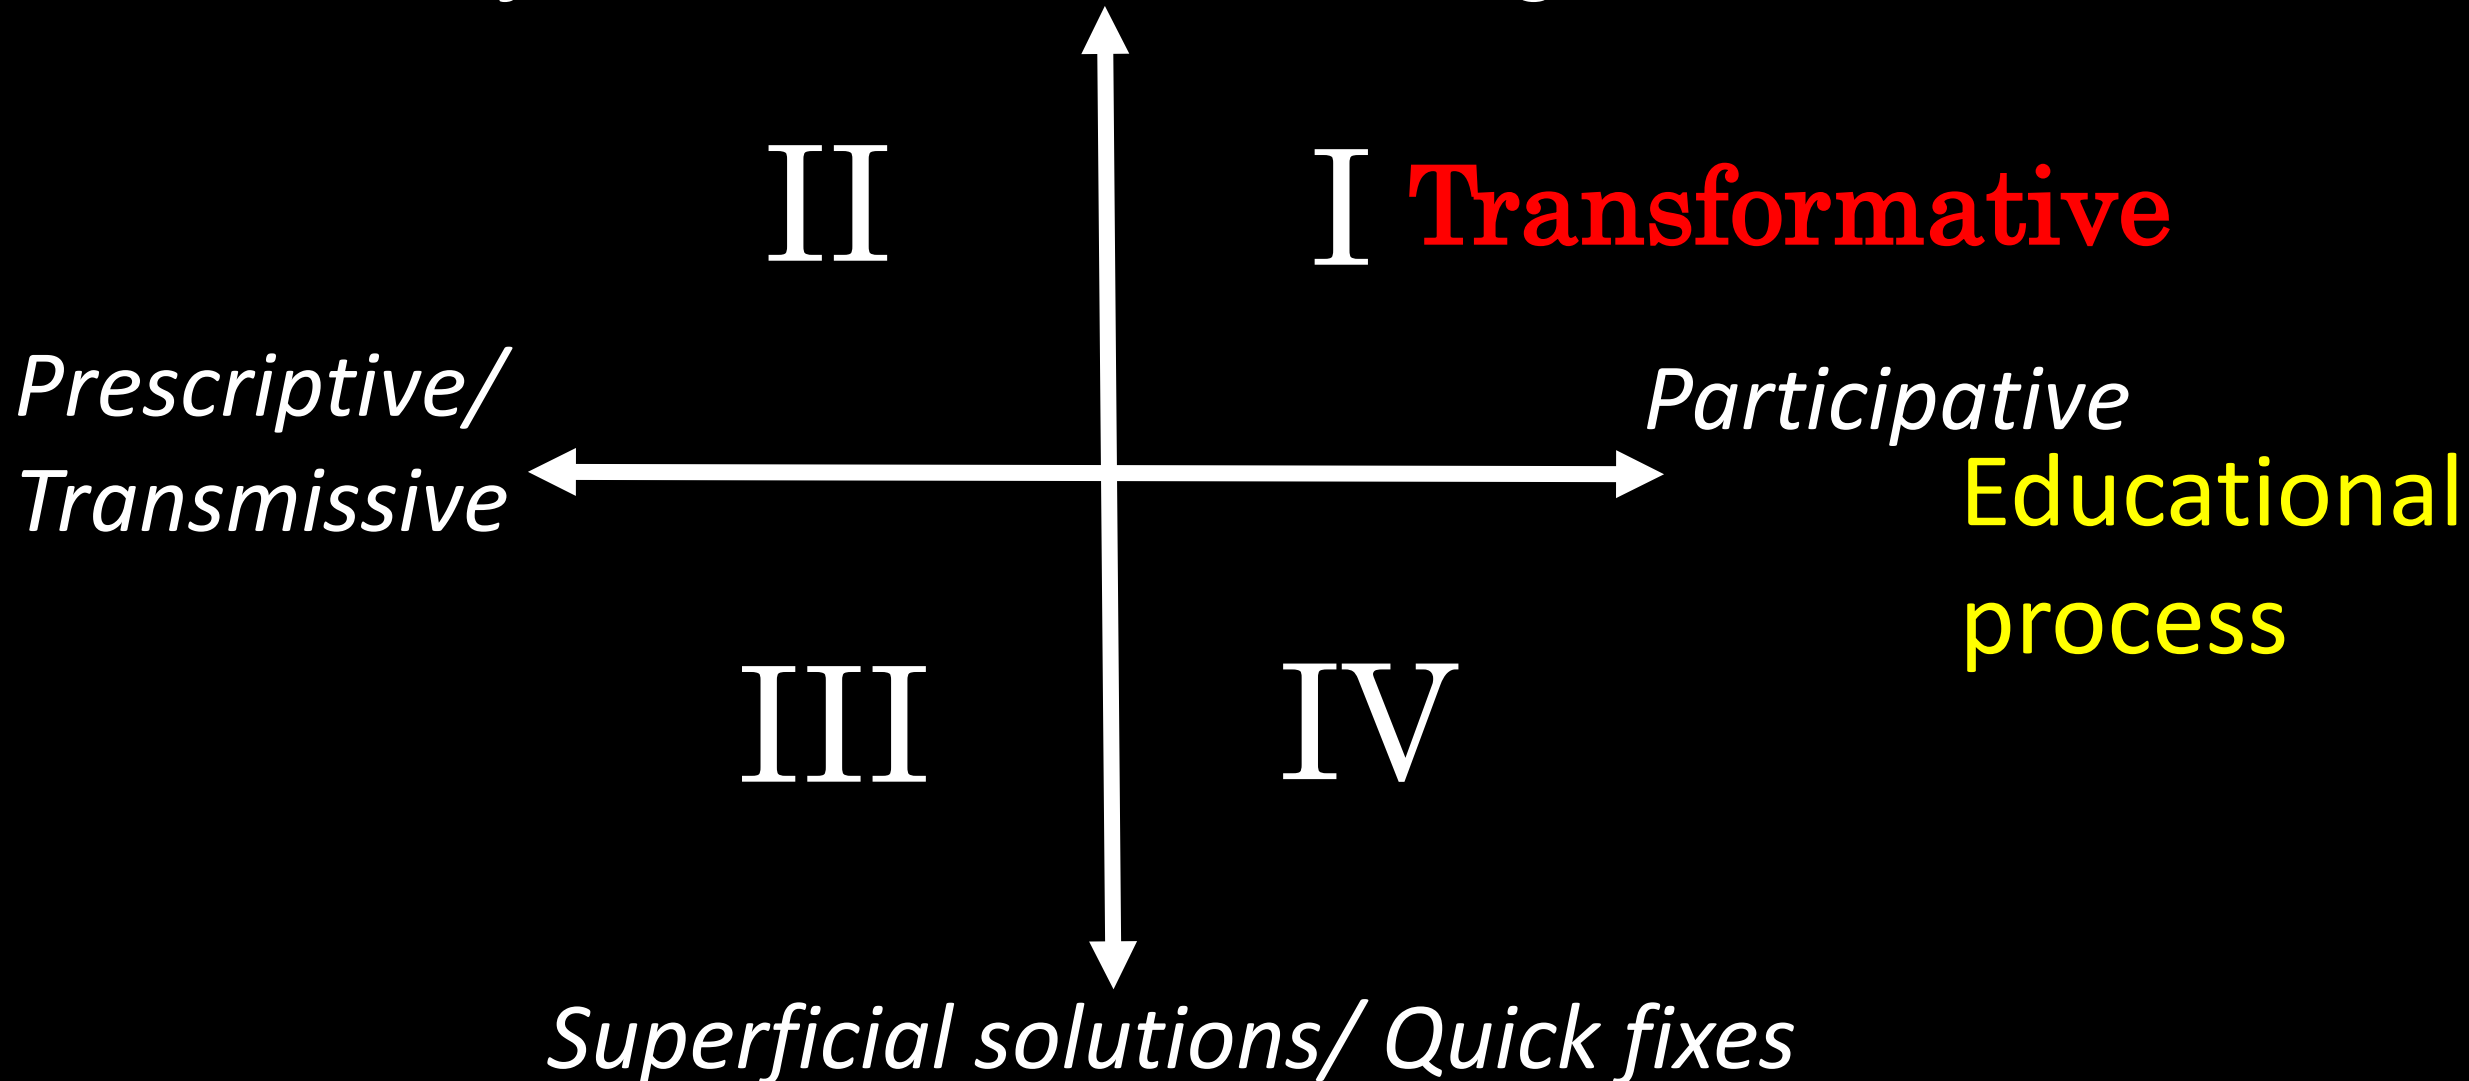 II
I Transformative
Prescriptive/
Transmissive
Participative
Educational
process
III
IV
Superficial solutions/ Quick fixes